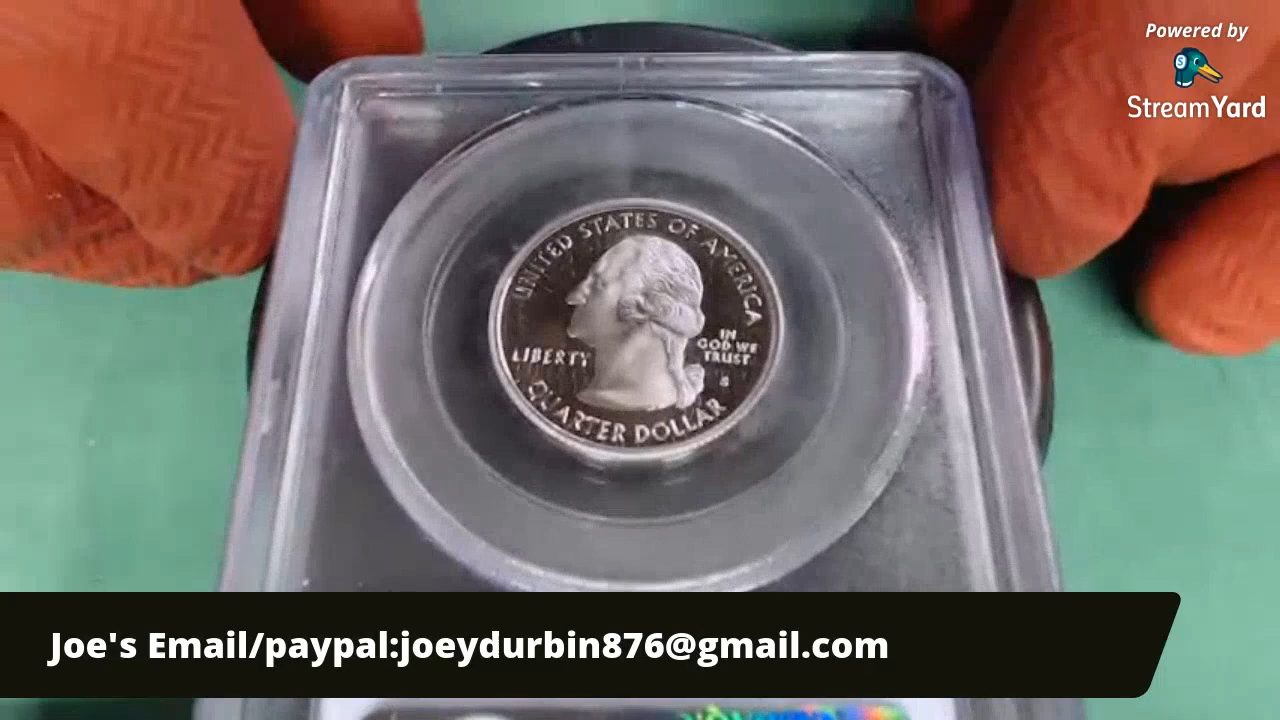 Powered by
StreamYard
UNITED STATES OF AMERICA
LIBERTY
IN
GOD WE
TRUST
S
QUARTER DOLLAR
Joe's Email/paypal:joeydurbin876@gmail.com